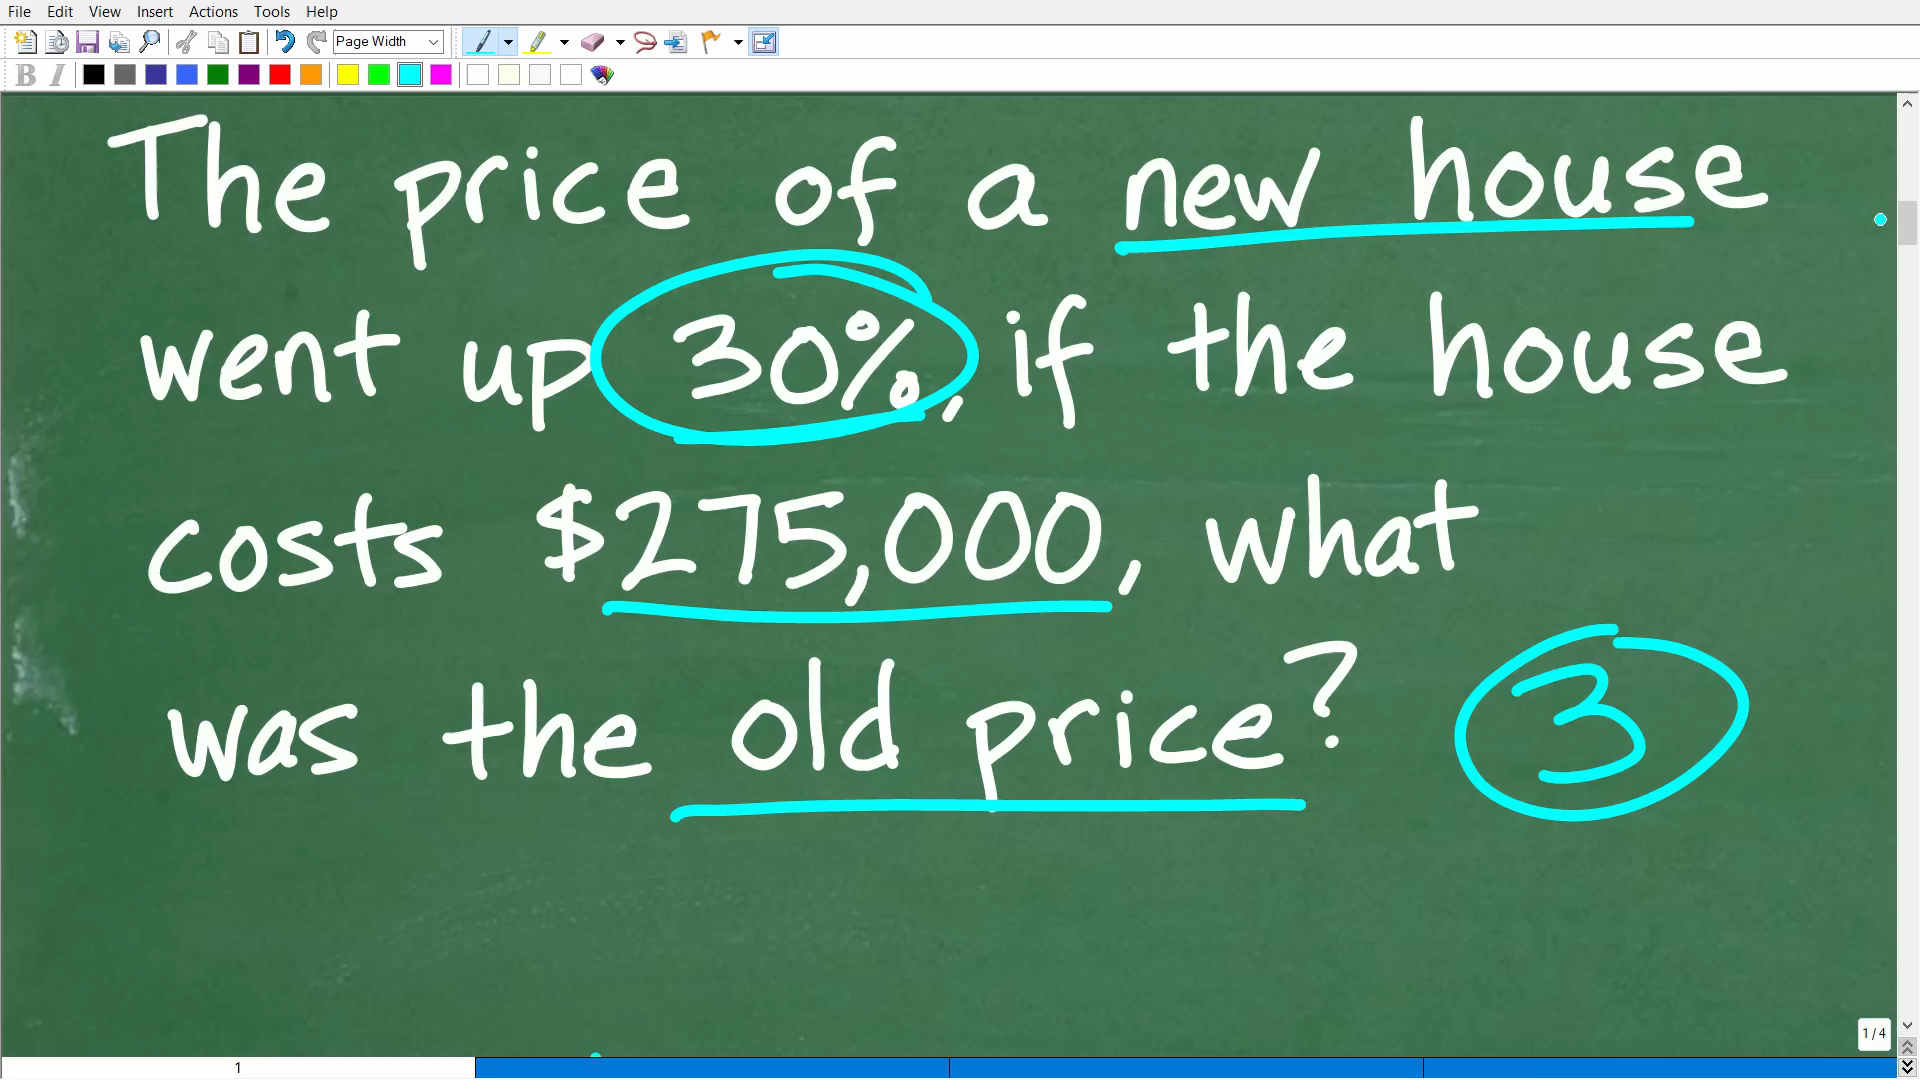 File Edit View Insert Actions Tools Help
Page Width
B I
The price of a new house
went up 30%, if the house
costs $275,000, what
was the old price? 3
1 / 4
1